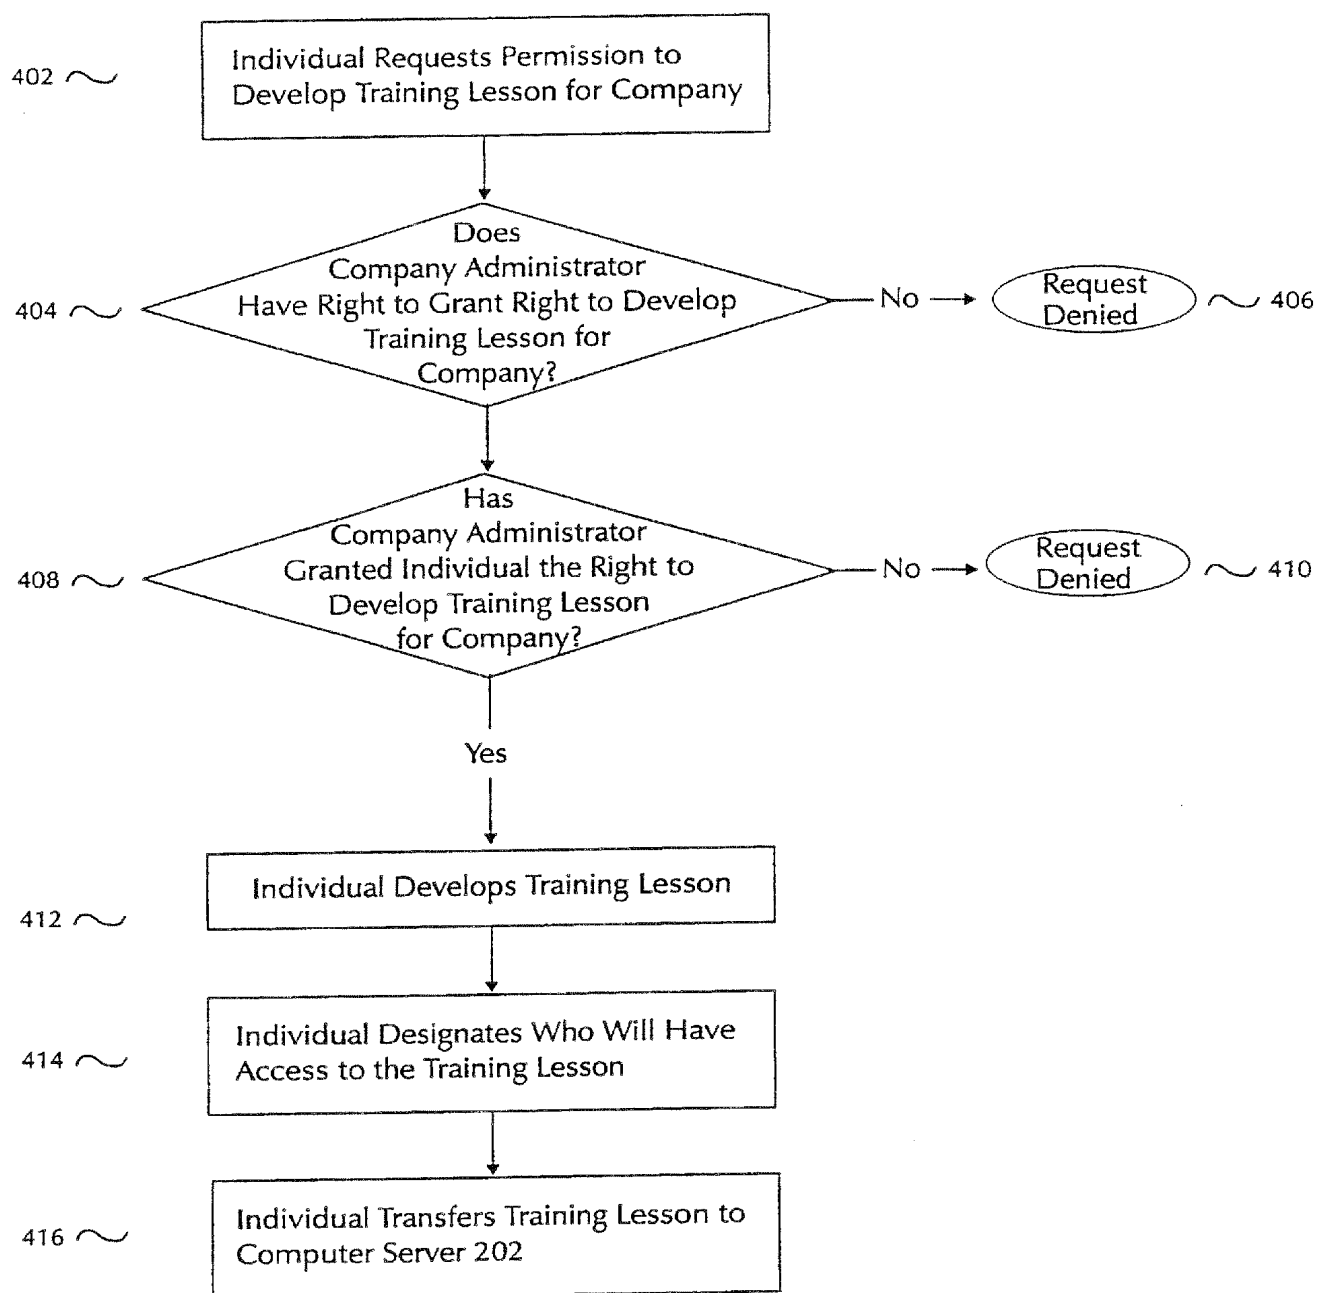 402
Individual Requests Permission to
Develop Training Lesson for Company
Does
Company Administrator
Have Right to Grant Right to Develop
Training Lesson for
Company?
404
No
Request
Denied
406
Has
Company Administrator
Granted Individual the Right to
Develop Training Lesson
for Company?
408
No
Request
Denied
410
Yes
Individual Develops Training Lesson
412
Individual Designates Who Will Have
Access to the Training Lesson
414
Individual Transfers Training Lesson to
Computer Server 202
416